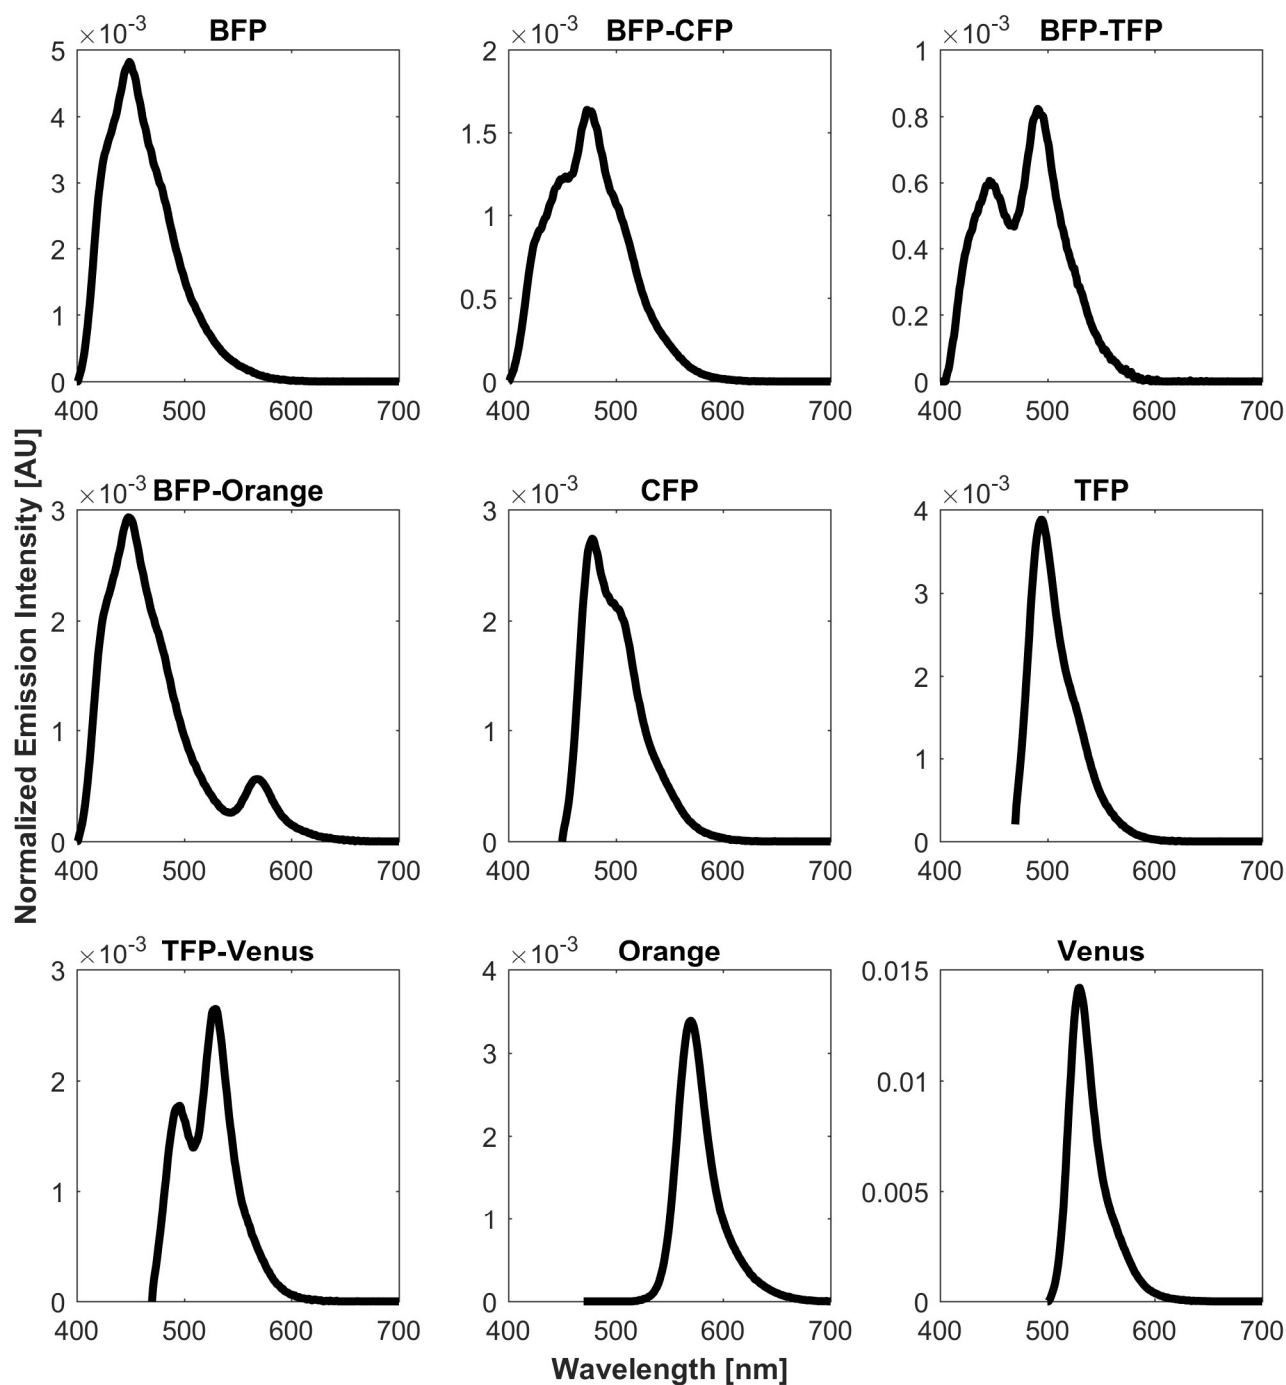 ×10-3 BFP
5
4
3
2
1
0
400 500 600 700
×10-3 BFP-CFP
2
1.5
1
0.5
0
400 500 600 700
×10-3 BFP-TFP
1
0.8
0.6
0.4
0.2
0
400 500 600 700
×10-3 BFP-Orange
3
2
1
0
400 500 600 700
×10-3 CFP
3
2
1
0
400 500 600 700
×10-3 TFP
4
3
2
1
0
400 500 600 700
×10-3 TFP-Venus
3
2
1
0
400 500 600 700
×10-3 Orange
4
3
2
1
0
400 500 600 700
Venus
0.015
0.01
0.005
0
400 500 600 700
Normalized Emission Intensity [AU]
Wavelength [nm]